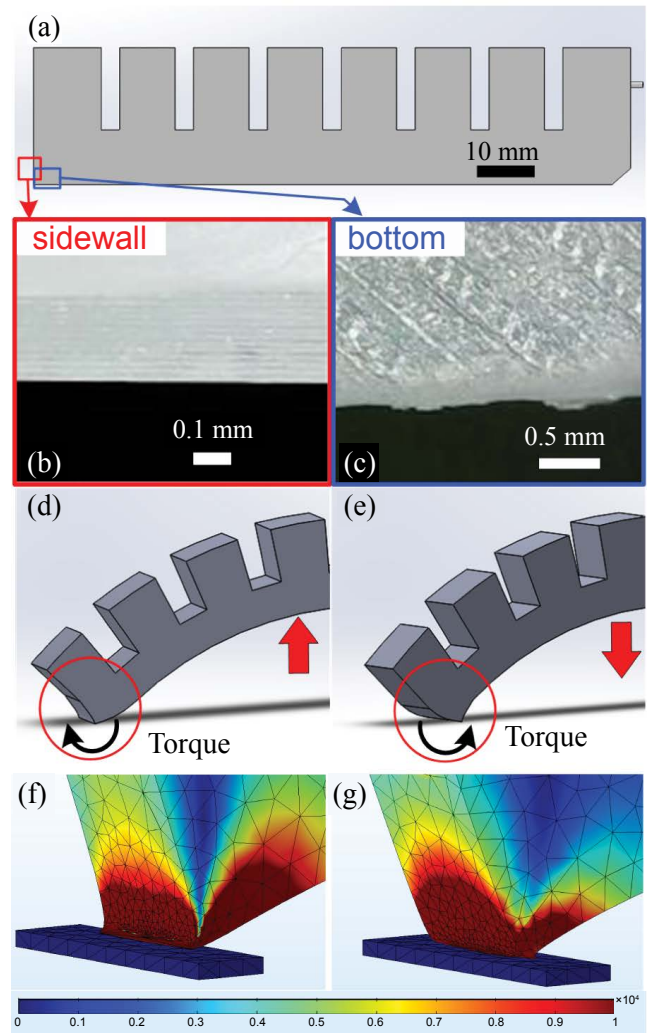 (a)
10 mm
sidewall
bottom
0.1 mm
0.5 mm
(b)
(c)
(d)
(e)
Torque
Torque
(f)
(g)
×10⁴
0 0.1 0.2 0.3 0.4 0.5 0.6 0.7 0.8 0.9 1